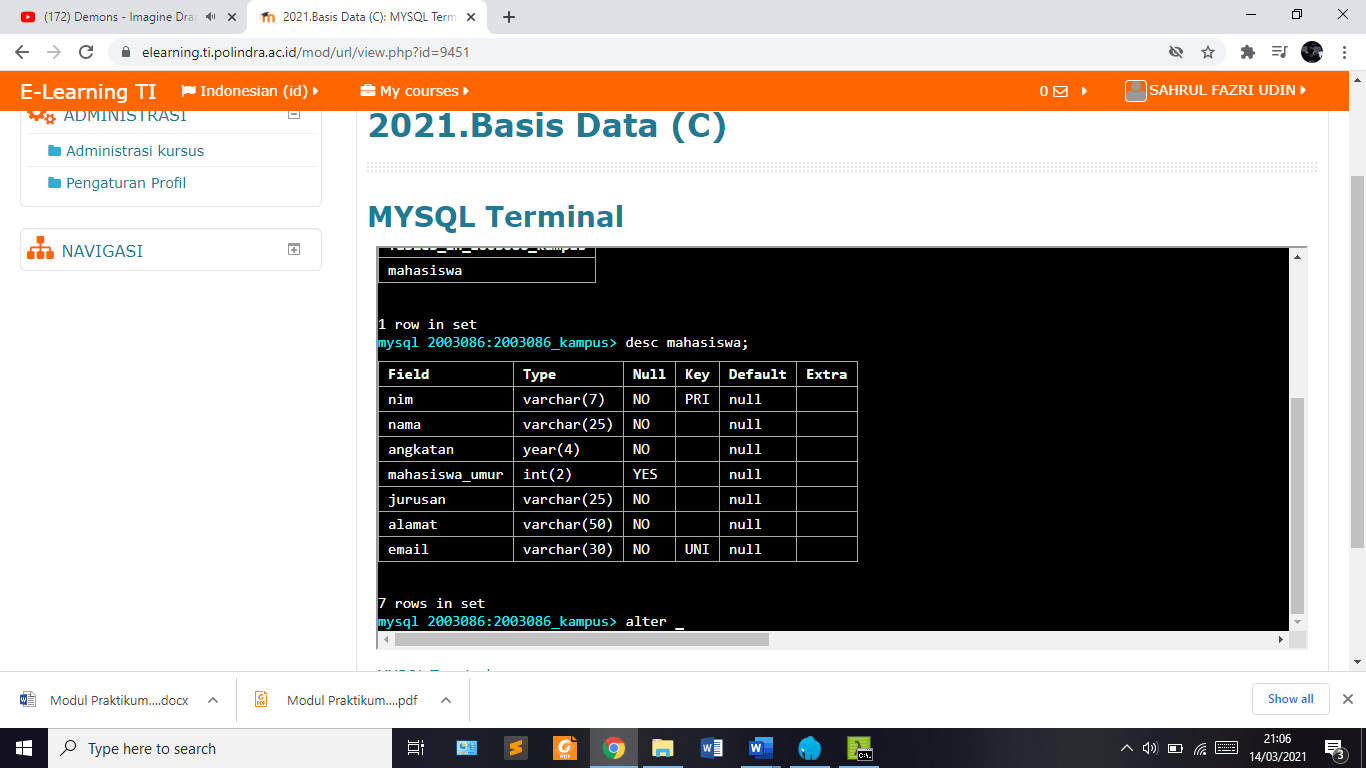 (172) Demons - Imagine Dra
2021.Basis Data (C): MYSQL Term
elearning.ti.polindra.ac.id/mod/url/view.php?id=9451
E-Learning TI
Indonesian (id)
My courses
0
SAHRUL FAZRI UDIN
ADMINISTRASI
Administrasi kursus
Pengaturan Profil
NAVIGASI
2021.Basis Data (C)
MYSQL Terminal
Tables_in_2003086_kampus
mahasiswa
1 row in set
mysql 2003086:2003086_kampus> desc mahasiswa;
Field Type Null Key Default Extra
nim varchar(7) NO PRI null
nama varchar(25) NO null
angkatan year(4) NO null
mahasiswa_umur int(2) YES null
jurusan varchar(25) NO null
alamat varchar(50) NO null
email varchar(30) NO UNI null
7 rows in set
mysql 2003086:2003086_kampus> alter _
MYSQL Terminal
Modul Praktikum....docx
Modul Praktikum....pdf
Show all
Type here to search
21:06
14/03/2021
3